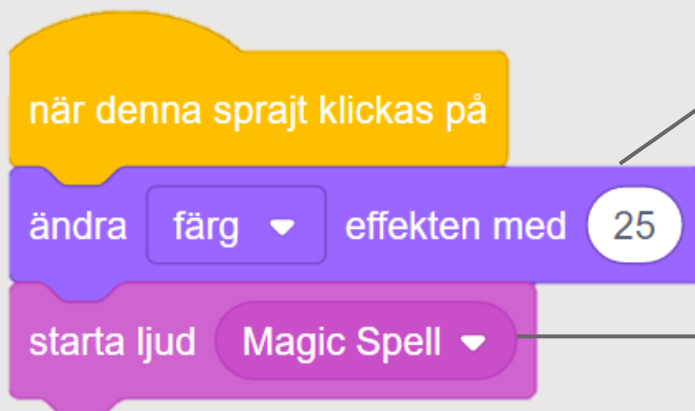 när denna sprajt klickas på
ändra färg effekten med 25
starta ljud Magic Spell